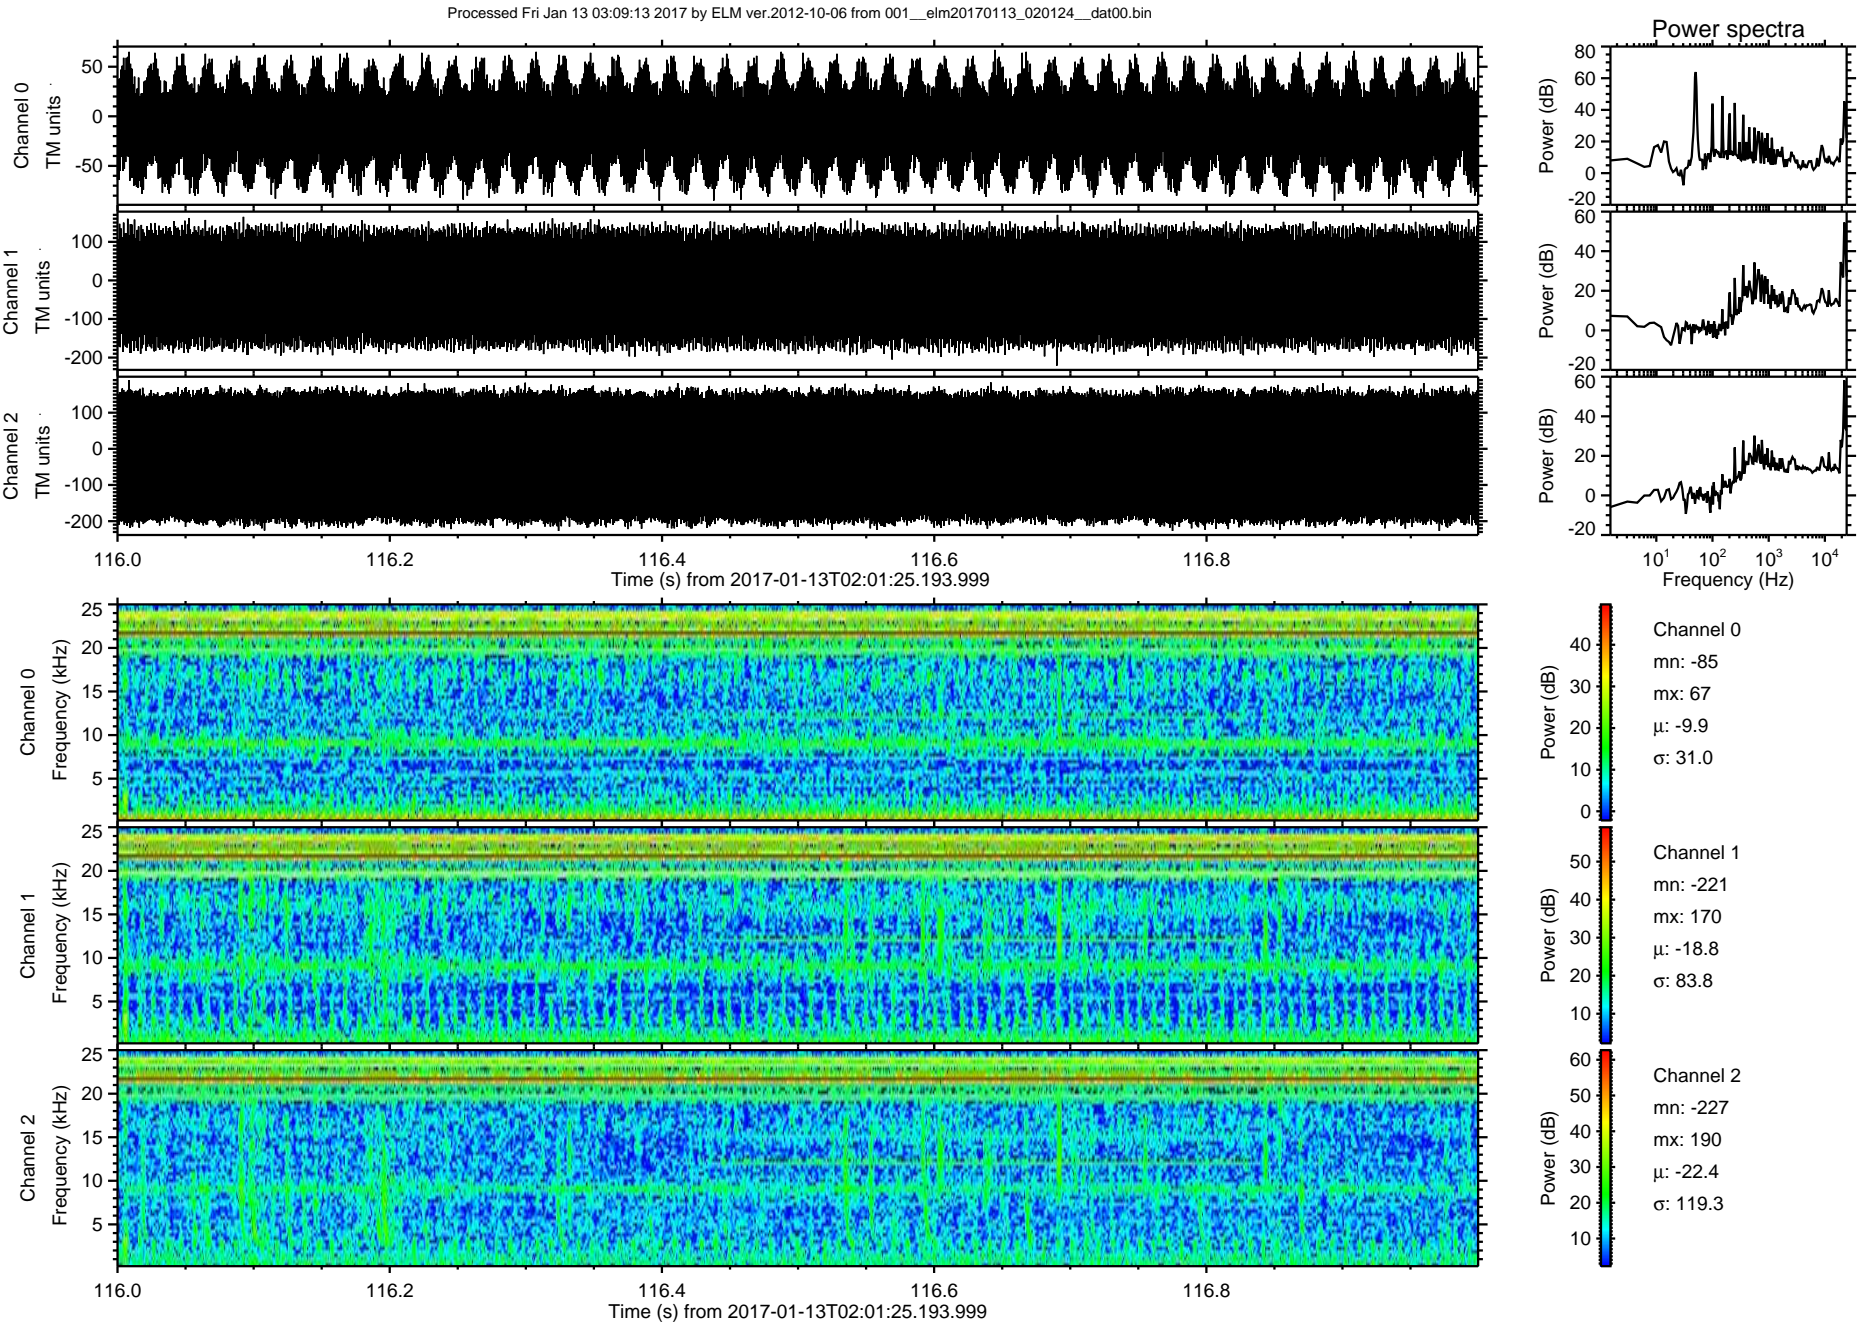 Processed Fri Jan 13 03:09:13 2017 by ELM ver.2012-10-06 from 001__elm20170113_020124__dat00.bin
Power spectra
Channel 0
TM units
50
0
-50
Power (dB)
80
60
40
20
0
-20
Channel 1
TM units
100
0
-100
-200
Power (dB)
60
40
20
0
-20
Channel 2
TM units
100
0
-100
-200
Power (dB)
60
40
20
0
-20
116.0 116.2 116.4 116.6 116.8
Time (s) from 2017-01-13T02:01:25.193.999
10¹ 10² 10³ 10⁴
Frequency (Hz)
Channel 0
Frequency (kHz)
25
20
15
10
5
Power (dB)
40
30
20
10
0
Channel 0
mn: -85
mx: 67
μ: -9.9
σ: 31.0
Channel 1
Frequency (kHz)
25
20
15
10
5
Power (dB)
50
40
30
20
10
Channel 1
mn: -221
mx: 170
μ: -18.8
σ: 83.8
Channel 2
Frequency (kHz)
25
20
15
10
5
Power (dB)
60
50
40
30
20
10
Channel 2
mn: -227
mx: 190
μ: -22.4
σ: 119.3
116.0 116.2 116.4 116.6 116.8
Time (s) from 2017-01-13T02:01:25.193.999